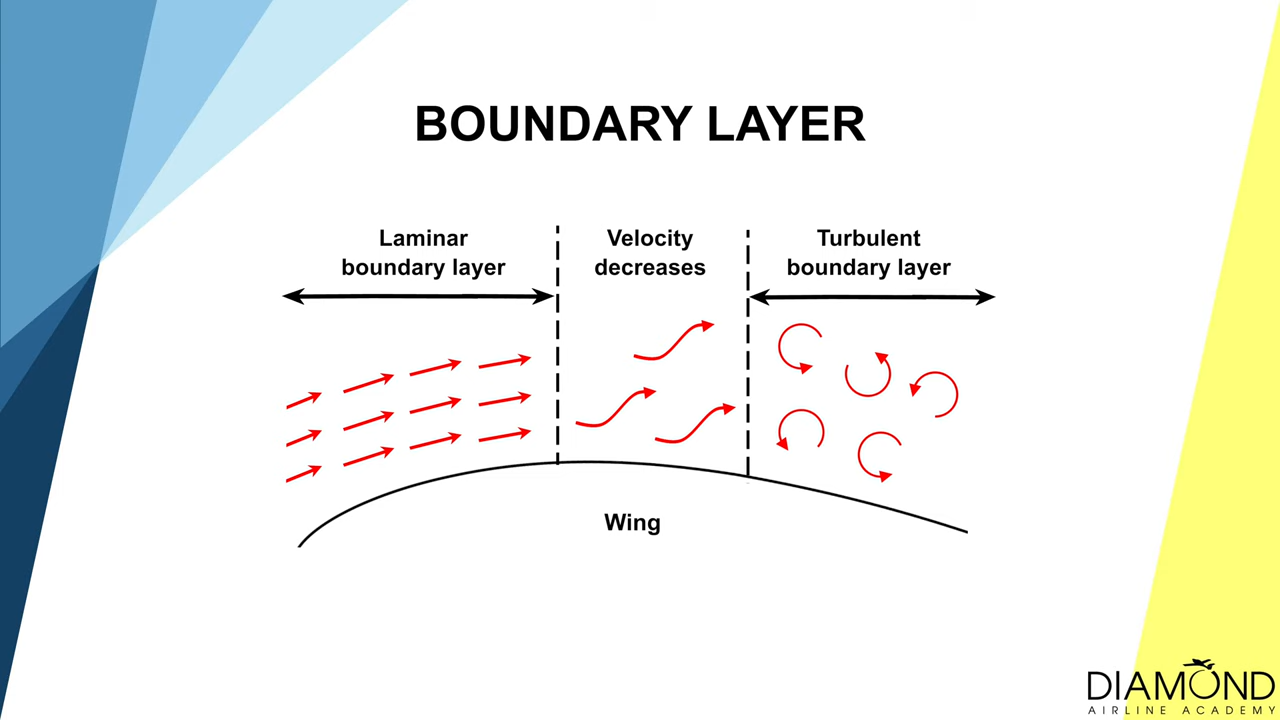 BOUNDARY LAYER
Laminar
boundary layer
Velocity
decreases
Turbulent
boundary layer
Wing
DIAMOND
AIRLINE ACADEMY